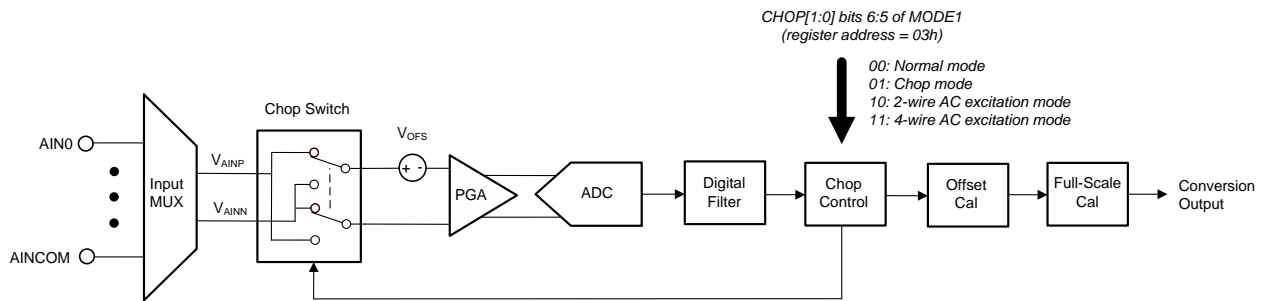 CHOP[1:0] bits 6:5 of MODE1
(register address = 03h)
00: Normal mode
01: Chop mode
10: 2-wire AC excitation mode
11: 4-wire AC excitation mode
Chop Switch
VOFS
AIN0
VAINP
Input
MUX
VAINN
AINCOM
+ -
PGA
ADC
Digital
Filter
Chop
Control
Offset
Cal
Full-Scale
Cal
Conversion
Output